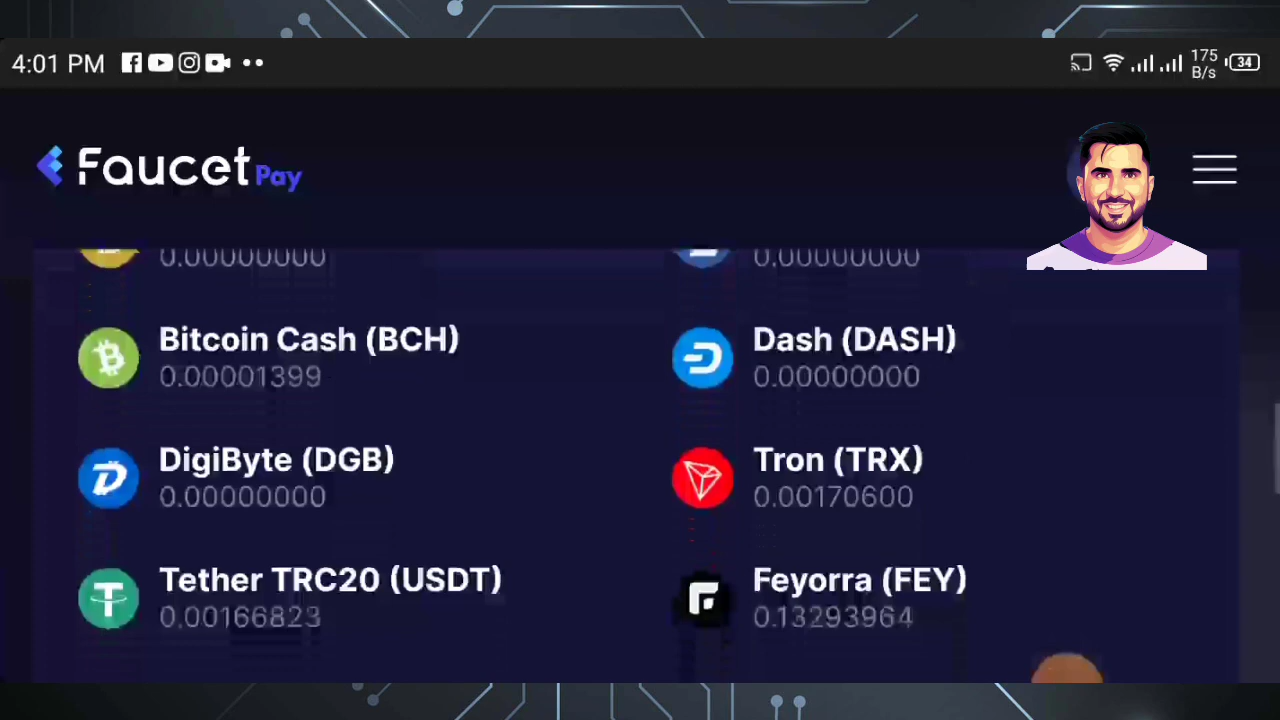 4:01 PM
175
B/s
34
Faucet Pay
0.00000000 0.00000000
Bitcoin Cash (BCH) Dash (DASH)
0.00001399 0.00000000
DigiByte (DGB) Tron (TRX)
0.00000000 0.00170600
Tether TRC20 (USDT) Feyorra (FEY)
0.00166823 0.13293964